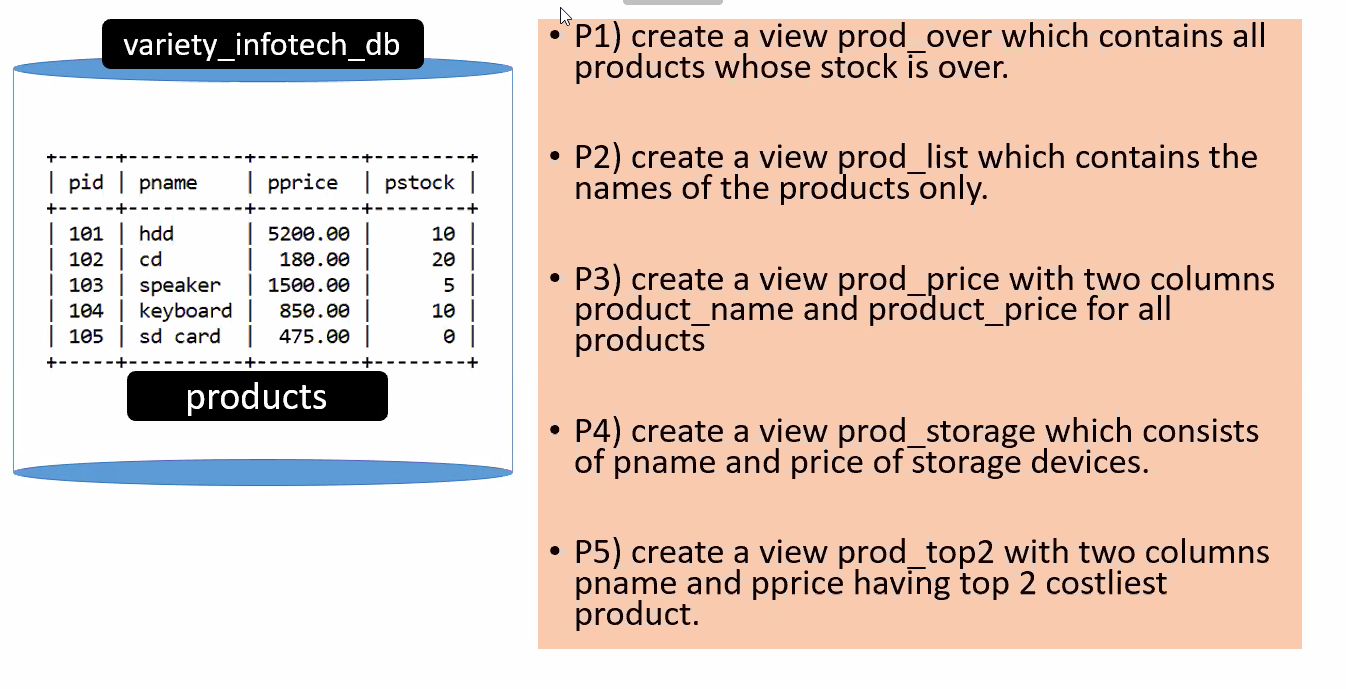 variety_infotech_db
+-----+----------+---------+--------+
| pid | pname    | pprice  | pstock |
+-----+----------+---------+--------+
| 101 | hdd      | 5200.00 |     10 |
| 102 | cd       |  180.00 |     20 |
| 103 | speaker  | 1500.00 |      5 |
| 104 | keyboard |  850.00 |     10 |
| 105 | sd card  |  475.00 |      0 |
+-----+----------+---------+--------+
products
• P1) create a view prod_over which contains all
products whose stock is over.
• P2) create a view prod_list which contains the
names of the products only.
• P3) create a view prod_price with two columns
product_name and product_price for all
products
• P4) create a view prod_storage which consists
of pname and price of storage devices.
• P5) create a view prod_top2 with two columns
pname and pprice having top 2 costliest
product.